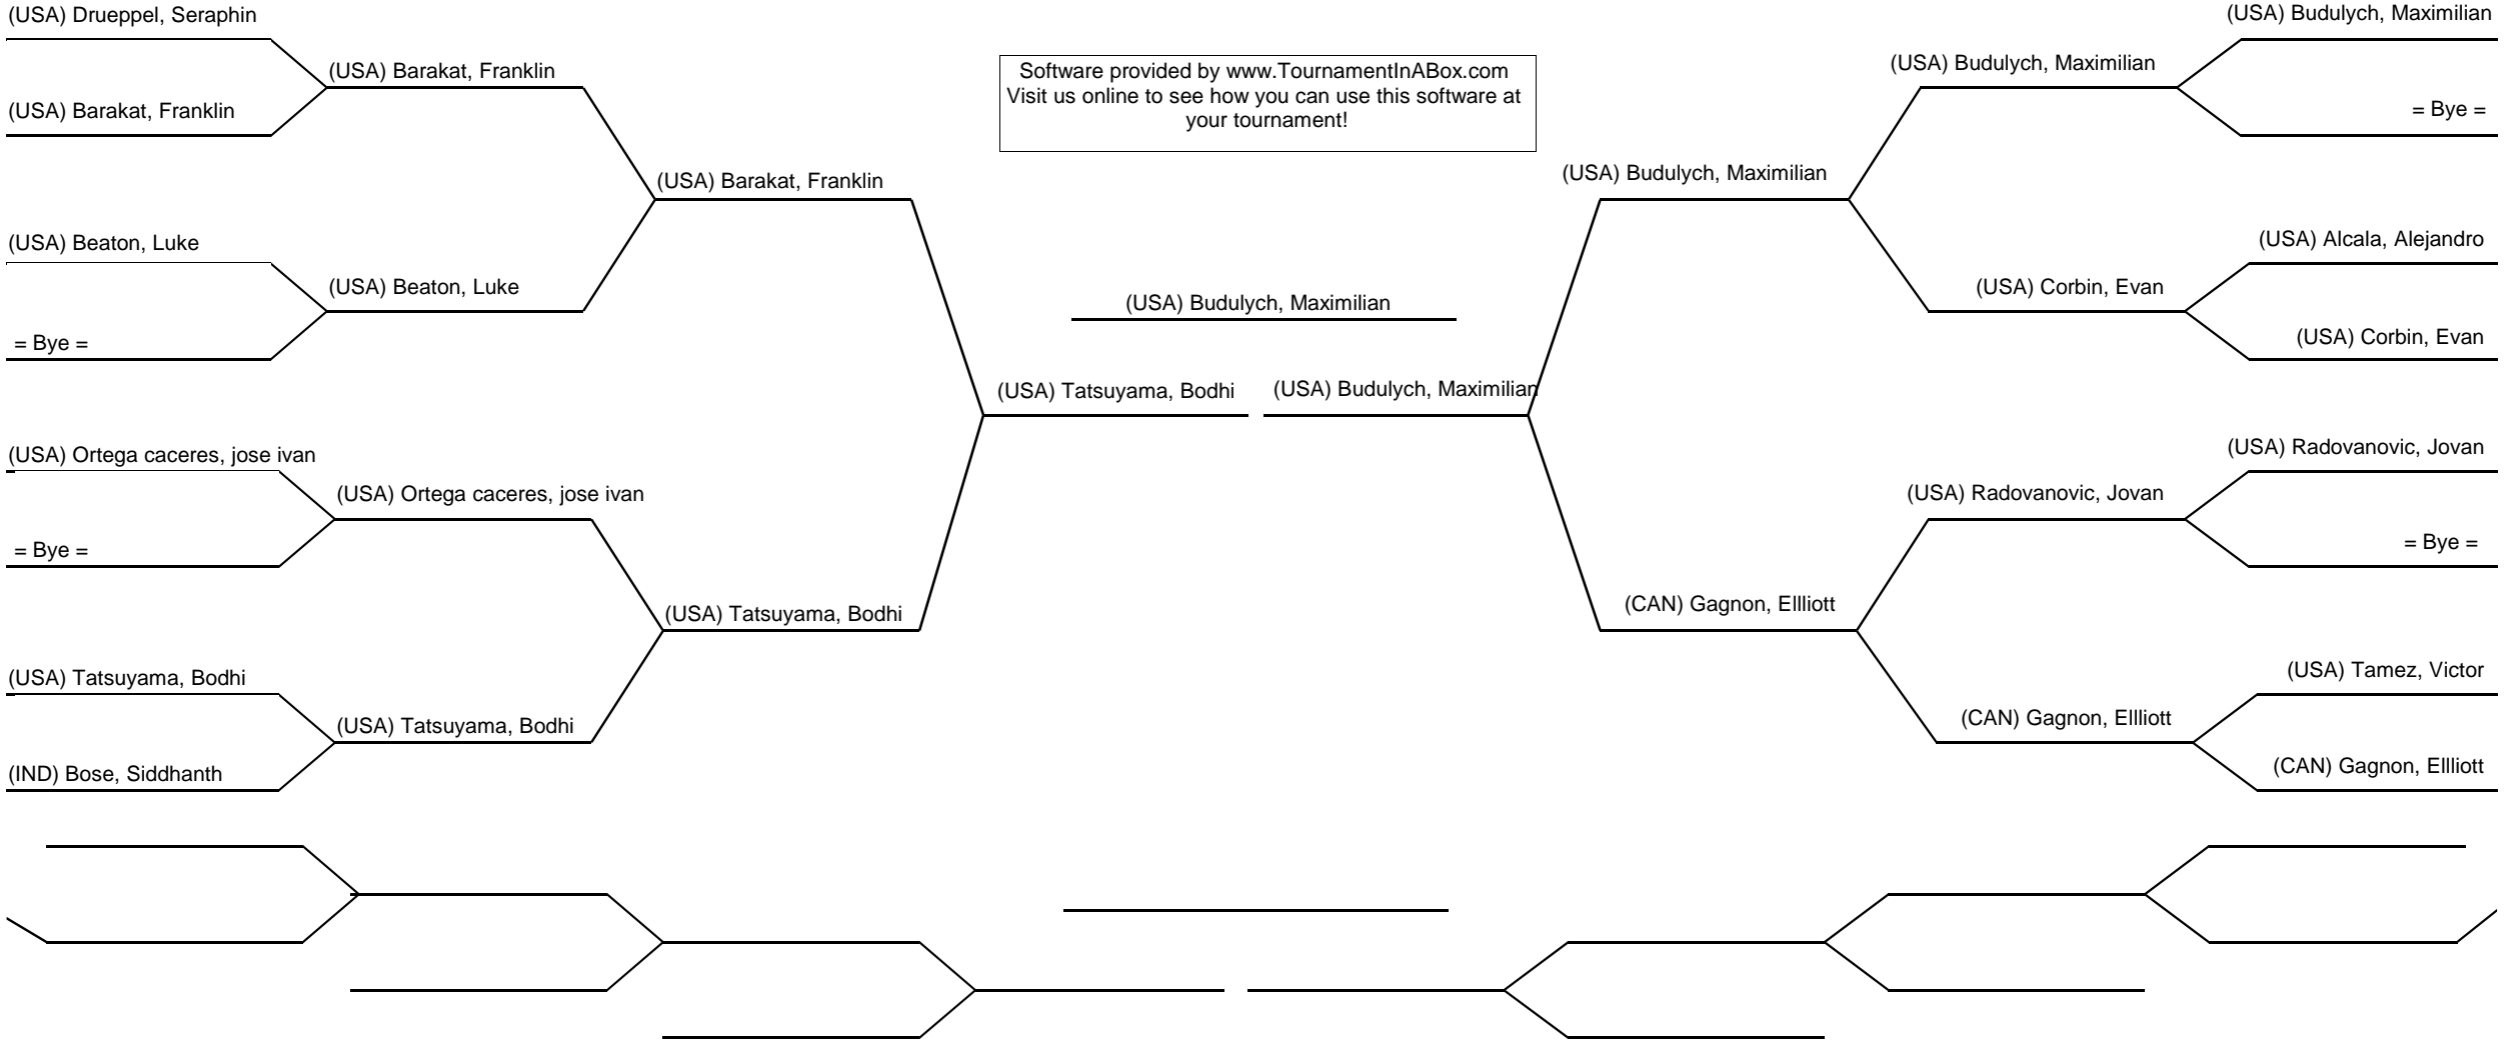 (USA) Drueppel, Seraphin
(USA) Barakat, Franklin
(USA) Beaton, Luke
= Bye =
(USA) Ortega caceres, jose ivan
= Bye =
(USA) Tatsuyama, Bodhi
(IND) Bose, Siddhanth
(USA) Barakat, Franklin
(USA) Beaton, Luke
(USA) Ortega caceres, jose ivan
(USA) Tatsuyama, Bodhi
(USA) Barakat, Franklin
(USA) Tatsuyama, Bodhi
(USA) Tatsuyama, Bodhi
Software provided by www.TournamentInABox.com
Visit us online to see how you can use this software at
your tournament!
(USA) Budulych, Maximilian
(USA) Budulych, Maximilian
(USA) Budulych, Maximilian
(CAN) Gagnon, Ellliott
(USA) Budulych, Maximilian
(USA) Corbin, Evan
(USA) Radovanovic, Jovan
(CAN) Gagnon, Ellliott
(USA) Budulych, Maximilian
= Bye =
(USA) Alcala, Alejandro
(USA) Corbin, Evan
(USA) Radovanovic, Jovan
= Bye =
(USA) Tamez, Victor
(CAN) Gagnon, Ellliott